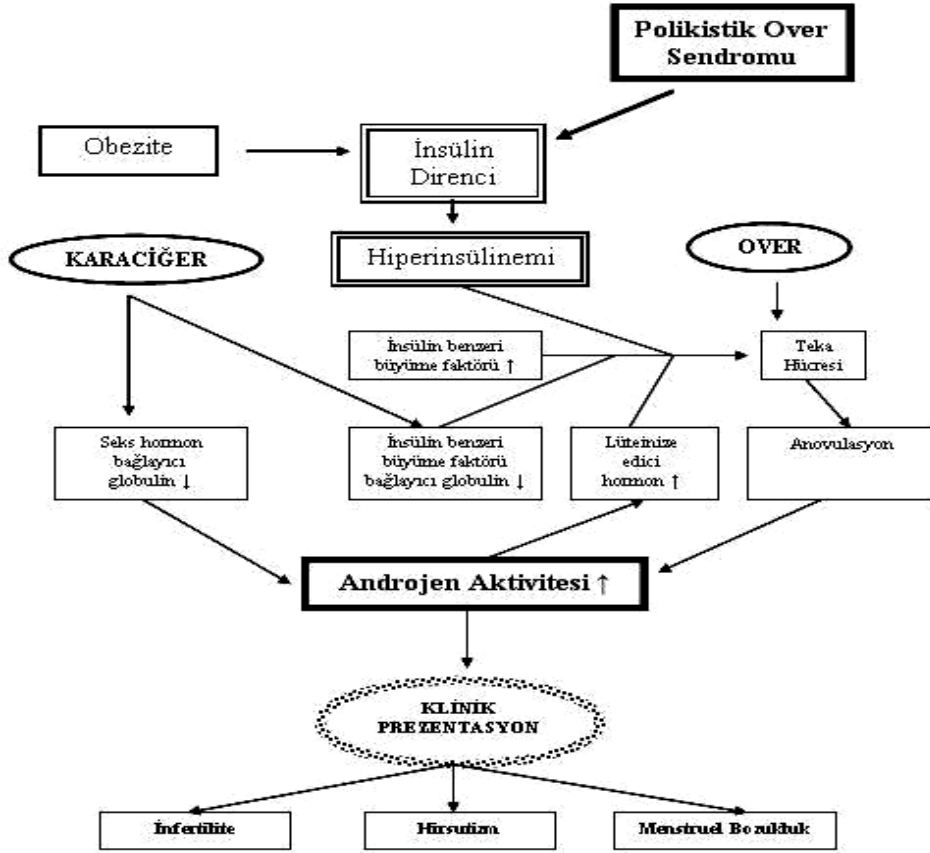 Polikistik Over
Sendromu
Obezite
İnsülin
Direnci
KARACİĞER
Hiperinsülinemi
OVER
İnsülin benzeri
büyüme faktörü ↑
Teka
Hücresi
Seks hormon
bağlayıcı
globulin ↓
İnsülin benzeri
büyüme faktörü
bağlayıcı globulin ↓
Lüteinize
edici
hormon ↑
Anovulasyon
Androjen Aktivitesi ↑
KLİNİK
PREZENTASYON
İnfertilite
Hirsutizm
Menstruel Bozukluk